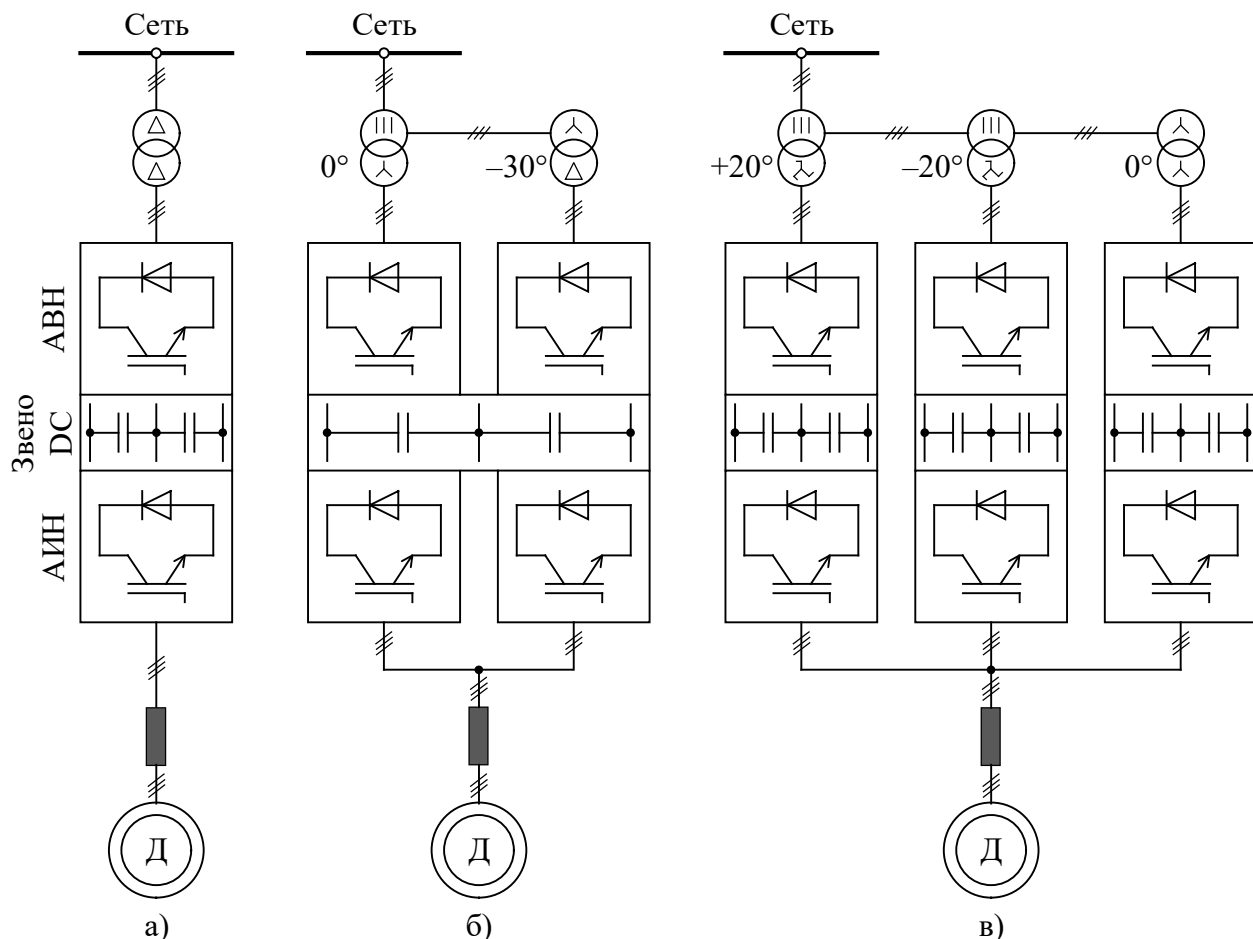 Сеть
Сеть
Сеть
0°
–30°
+20°
–20°
0°
АВН
Звено
DC
АИН
Д
Д
Д
а)
б)
в)